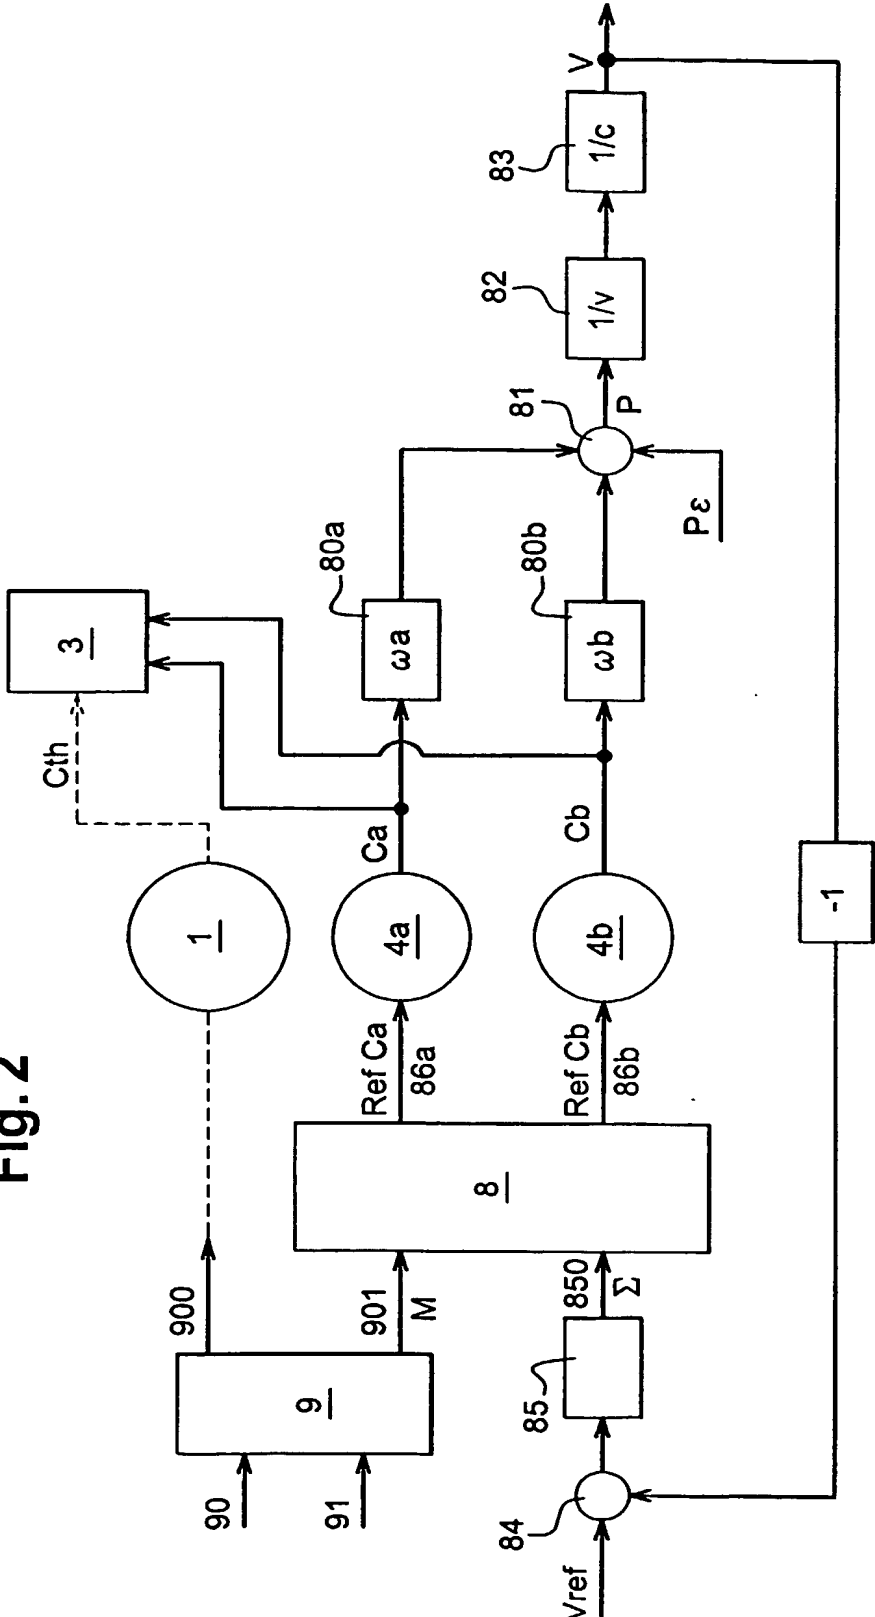 Fig. 2
90
91
9
900
901
M
1
Cth
3
8
Ref Ca
86a
Ref Cb
86b
4a
4b
Ca
Cb
ωa
80a
ωb
80b
81
Pε
P
1/v
82
1/c
83
V
Vref
84
85
850
Σ
-1